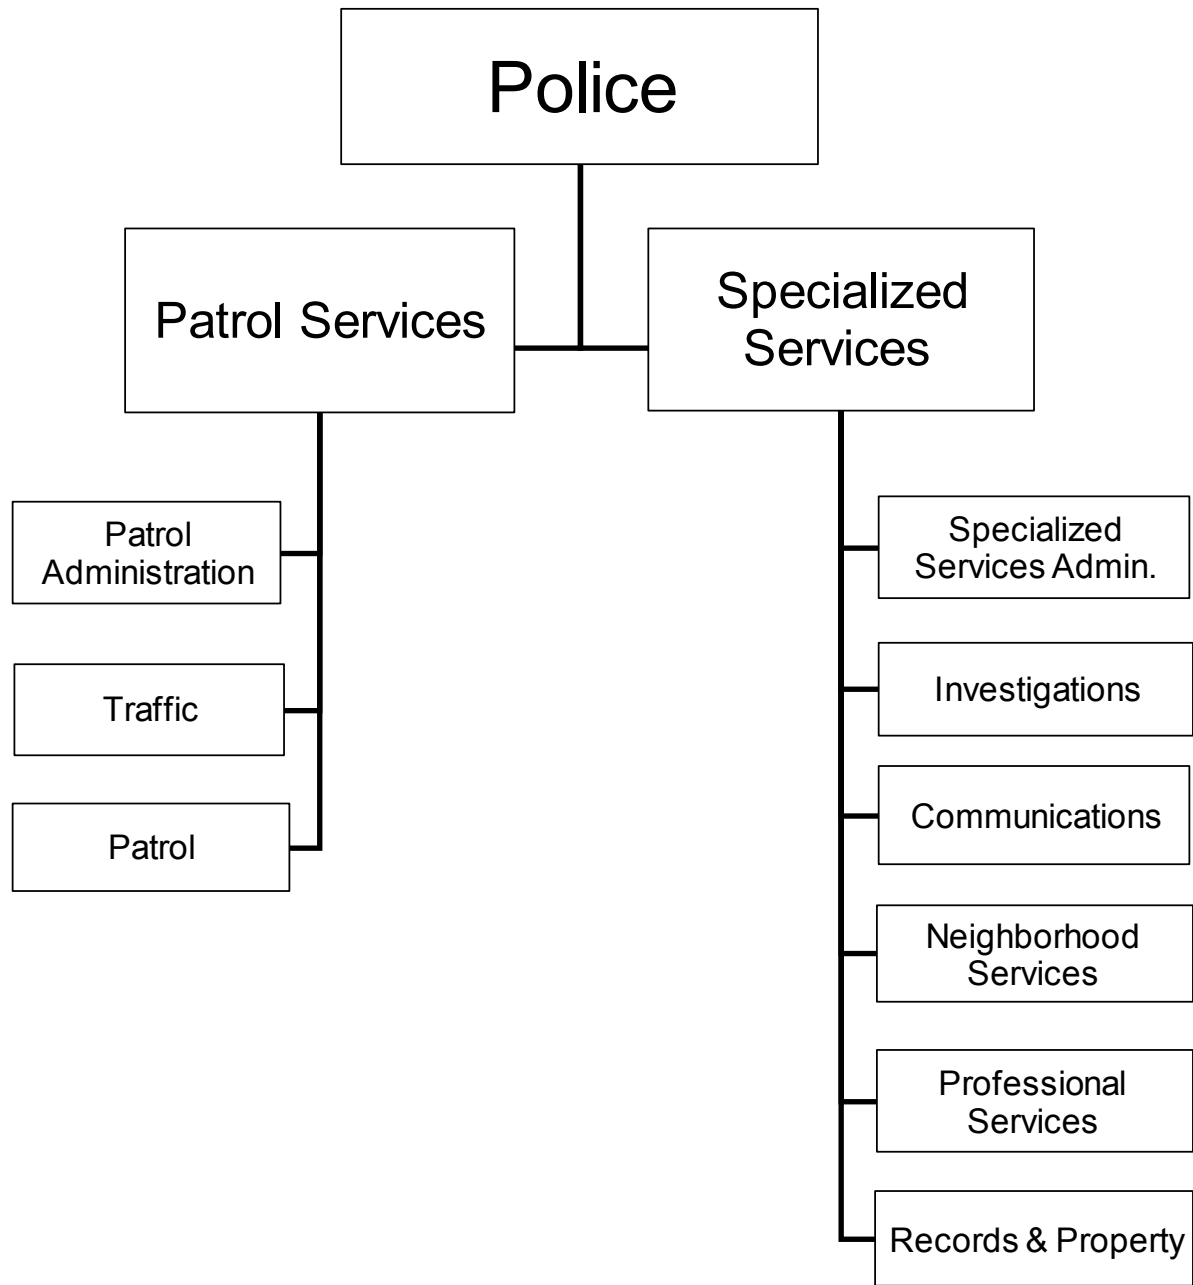 Police
Patrol Services
Specialized
Services
Patrol
Administration
Traffic
Patrol
Specialized
Services Admin.
Investigations
Communications
Neighborhood
Services
Professional
Services
Records & Property